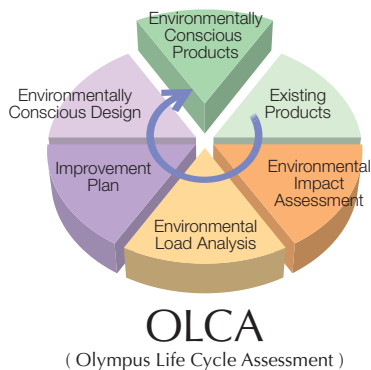 Environmentally
Conscious
Products
Existing
Products
Environmental
Impact
Assessment
Environmental
Load Analysis
Improvement
Plan
Environmentally
Conscious Design
OLCA
( Olympus Life Cycle Assessment )